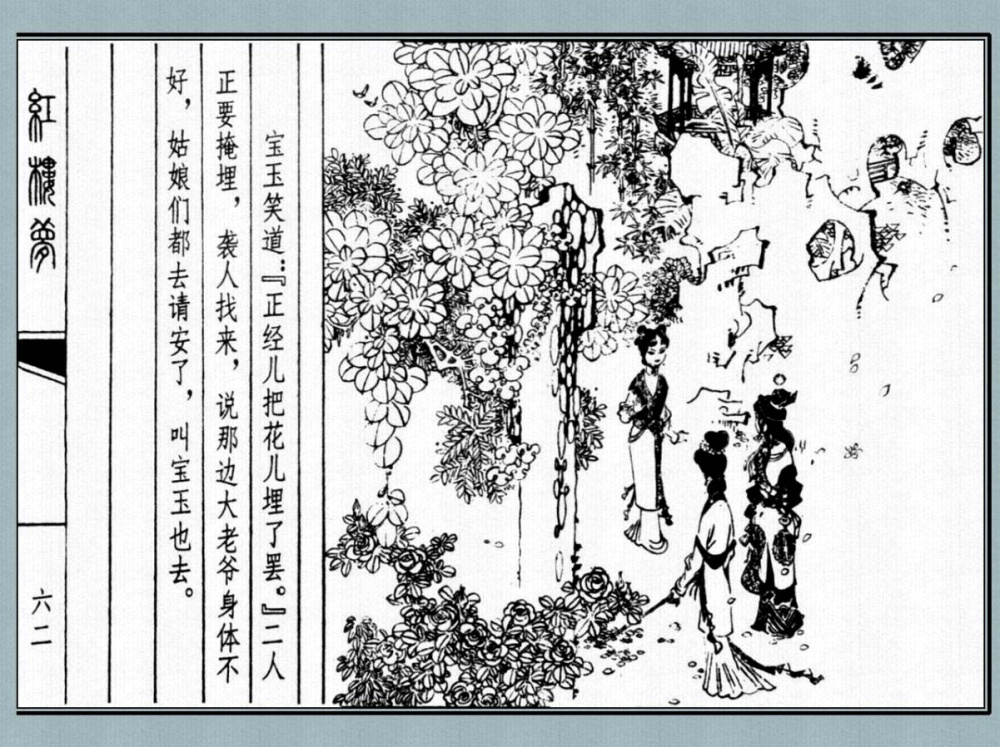 宝玉笑道：『正经儿把花儿埋了罢。』二人
正要掩埋，袭人找来，说那边大老爷身体不
好，姑娘们都去请安了，叫宝玉也去。
紅樓夢
六二